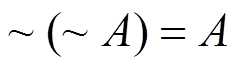 ~ (~ A) = A